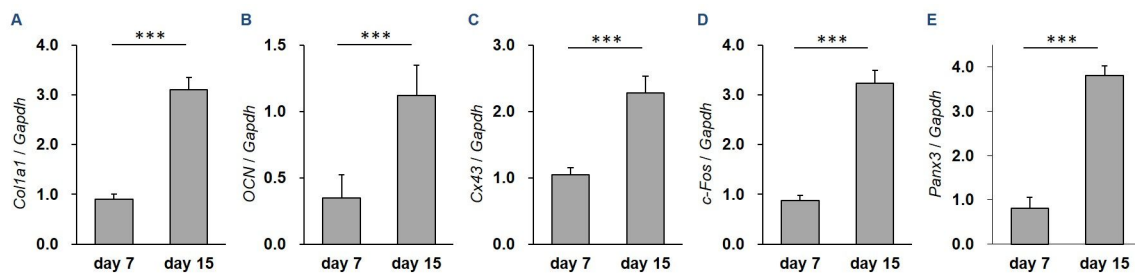 A
Col1a1 / Gapdh
4.0
3.0
2.0
1.0
0.0
***
day 7 day 15
B
OCN / Gapdh
1.5
1.0
0.5
0.0
***
day 7 day 15
C
Cx43 / Gapdh
3.0
2.0
1.0
0.0
***
day 7 day 15
D
c-Fos / Gapdh
4.0
3.0
2.0
1.0
0.0
***
day 7 day 15
E
Panx3 / Gapdh
4.0
3.0
2.0
1.0
0.0
***
day 7 day 15